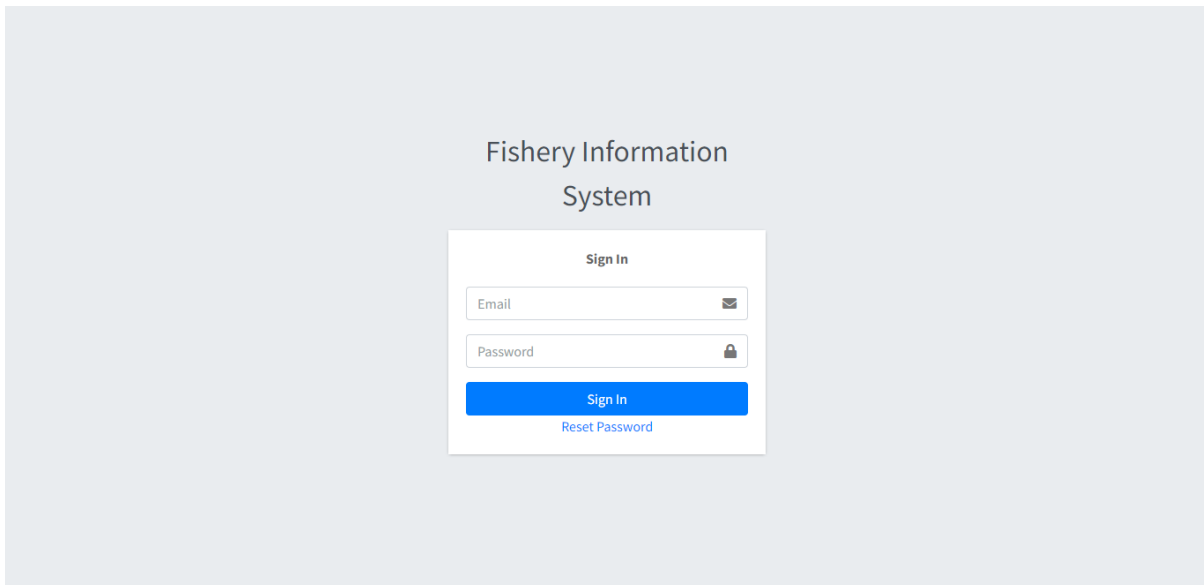 Fishery Information
System
Sign In
Email
Password
Sign In
Reset Password